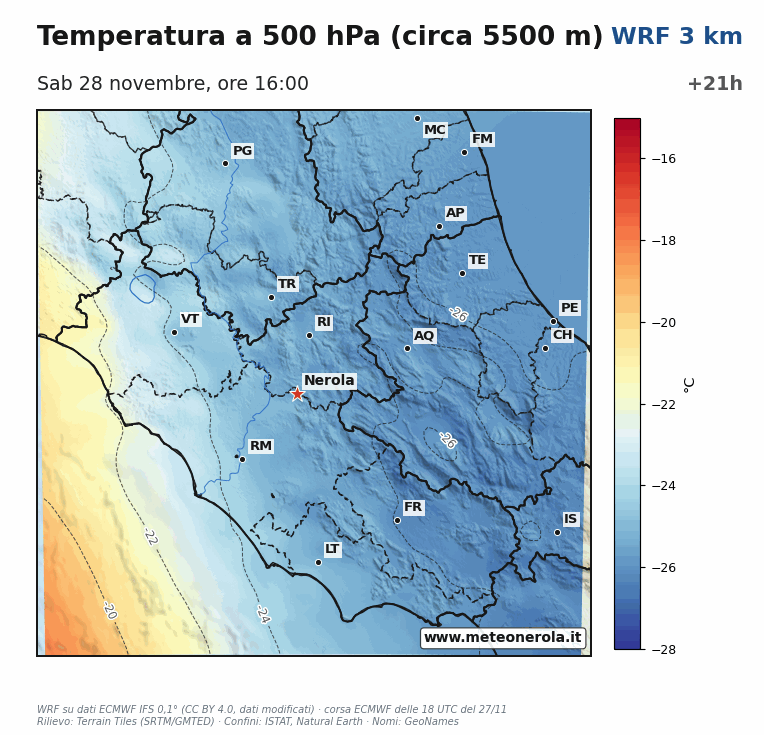 Temperatura a 500 hPa (circa 5500 m) WRF 3 km
Sab 28 novembre, ore 16:00 +21h
MC
FM
PG
AP
TE
TR
PE
-26
VT
RI
AQ
CH
Nerola
RM
-26
FR
IS
-22
LT
-20
-24
www.meteonerola.it
−16
−18
−20
−22
−24
−26
−28
°C
WRF su dati ECMWF IFS 0,1° (CC BY 4.0, dati modificati) · corsa ECMWF delle 18 UTC del 27/11
Rilievo: Terrain Tiles (SRTM/GMTED) · Confini: ISTAT, Natural Earth · Nomi: GeoNames